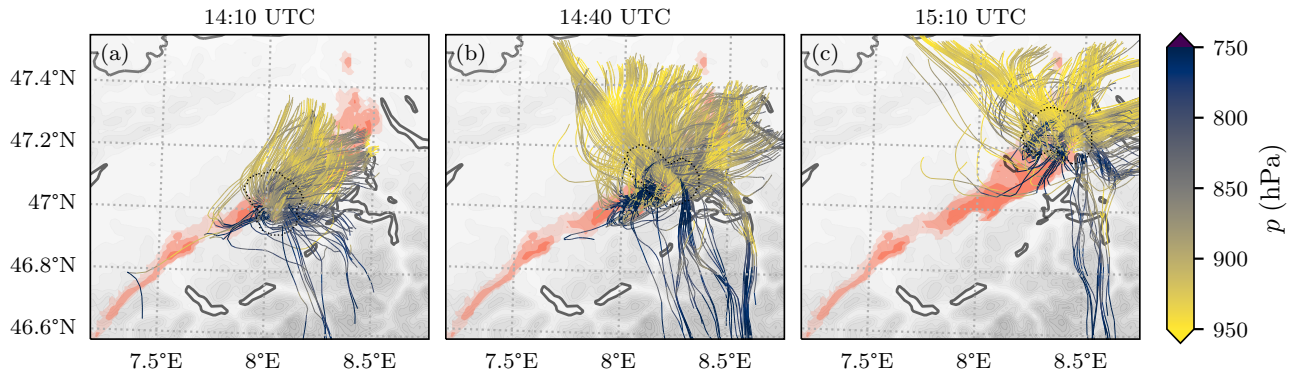 14:10 UTC 14:40 UTC 15:10 UTC
(a) (b) (c)
47.4°N
47.2°N
47°N
46.8°N
46.6°N
7.5°E 8°E 8.5°E 7.5°E 8°E 8.5°E 7.5°E 8°E 8.5°E
750
800
850
900
950
p (hPa)